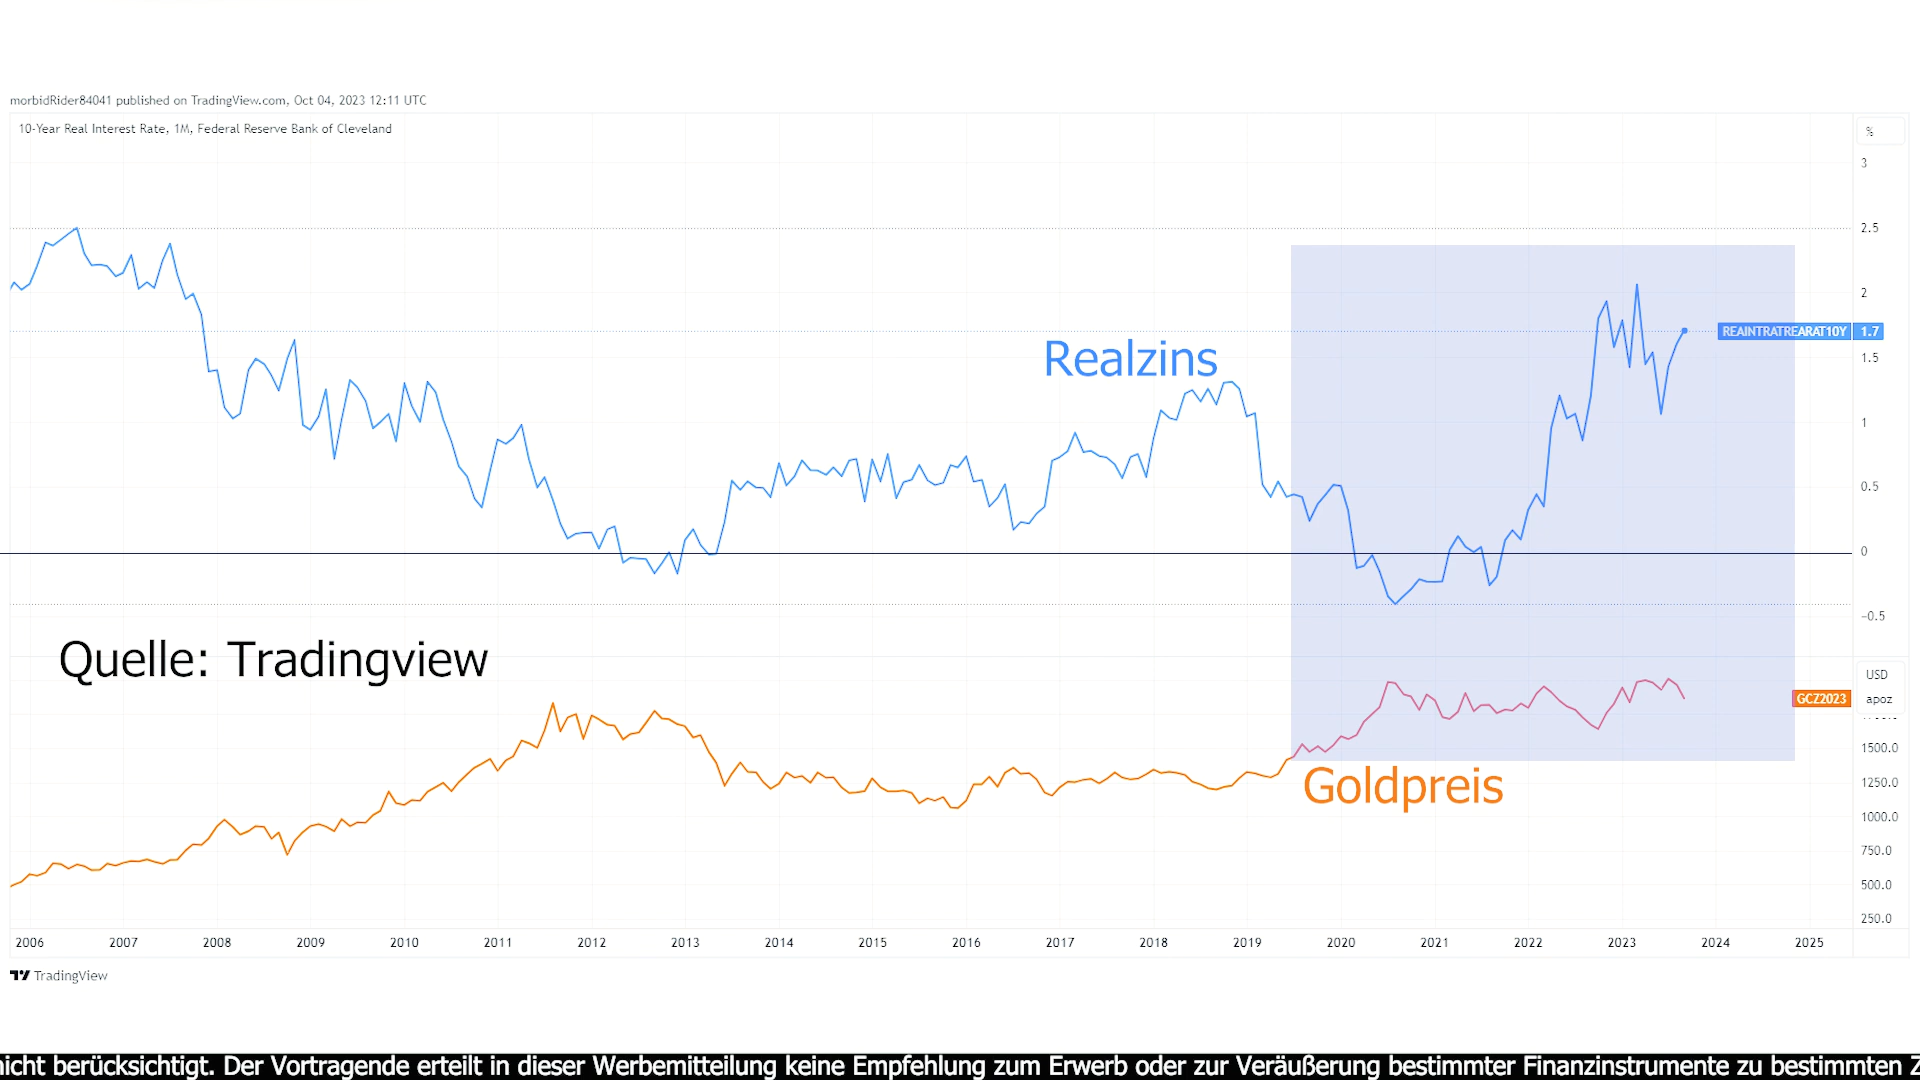 morbidRider84041 published on TradingView.com, Oct 04, 2023 12:11 UTC
10-Year Real Interest Rate, 1M, Federal Reserve Bank of Cleveland
%
3
2.5
2
REAINTRATREARAT10Y 1.7
Realzins
1.5
1
0.5
0
-0.5
Quelle: Tradingview
USD
GCZ2023 apoz
1500.0
Goldpreis
1250.0
1000.0
750.0
500.0
250.0
2006 2007 2008 2009 2010 2011 2012 2013 2014 2015 2016 2017 2018 2019 2020 2021 2022 2023 2024 2025
TradingView
nicht berücksichtigt. Der Vortragende erteilt in dieser Werbemitteilung keine Empfehlung zum Erwerb oder zur Veräußerung bestimmter Finanzinstrumente zu bestimmten